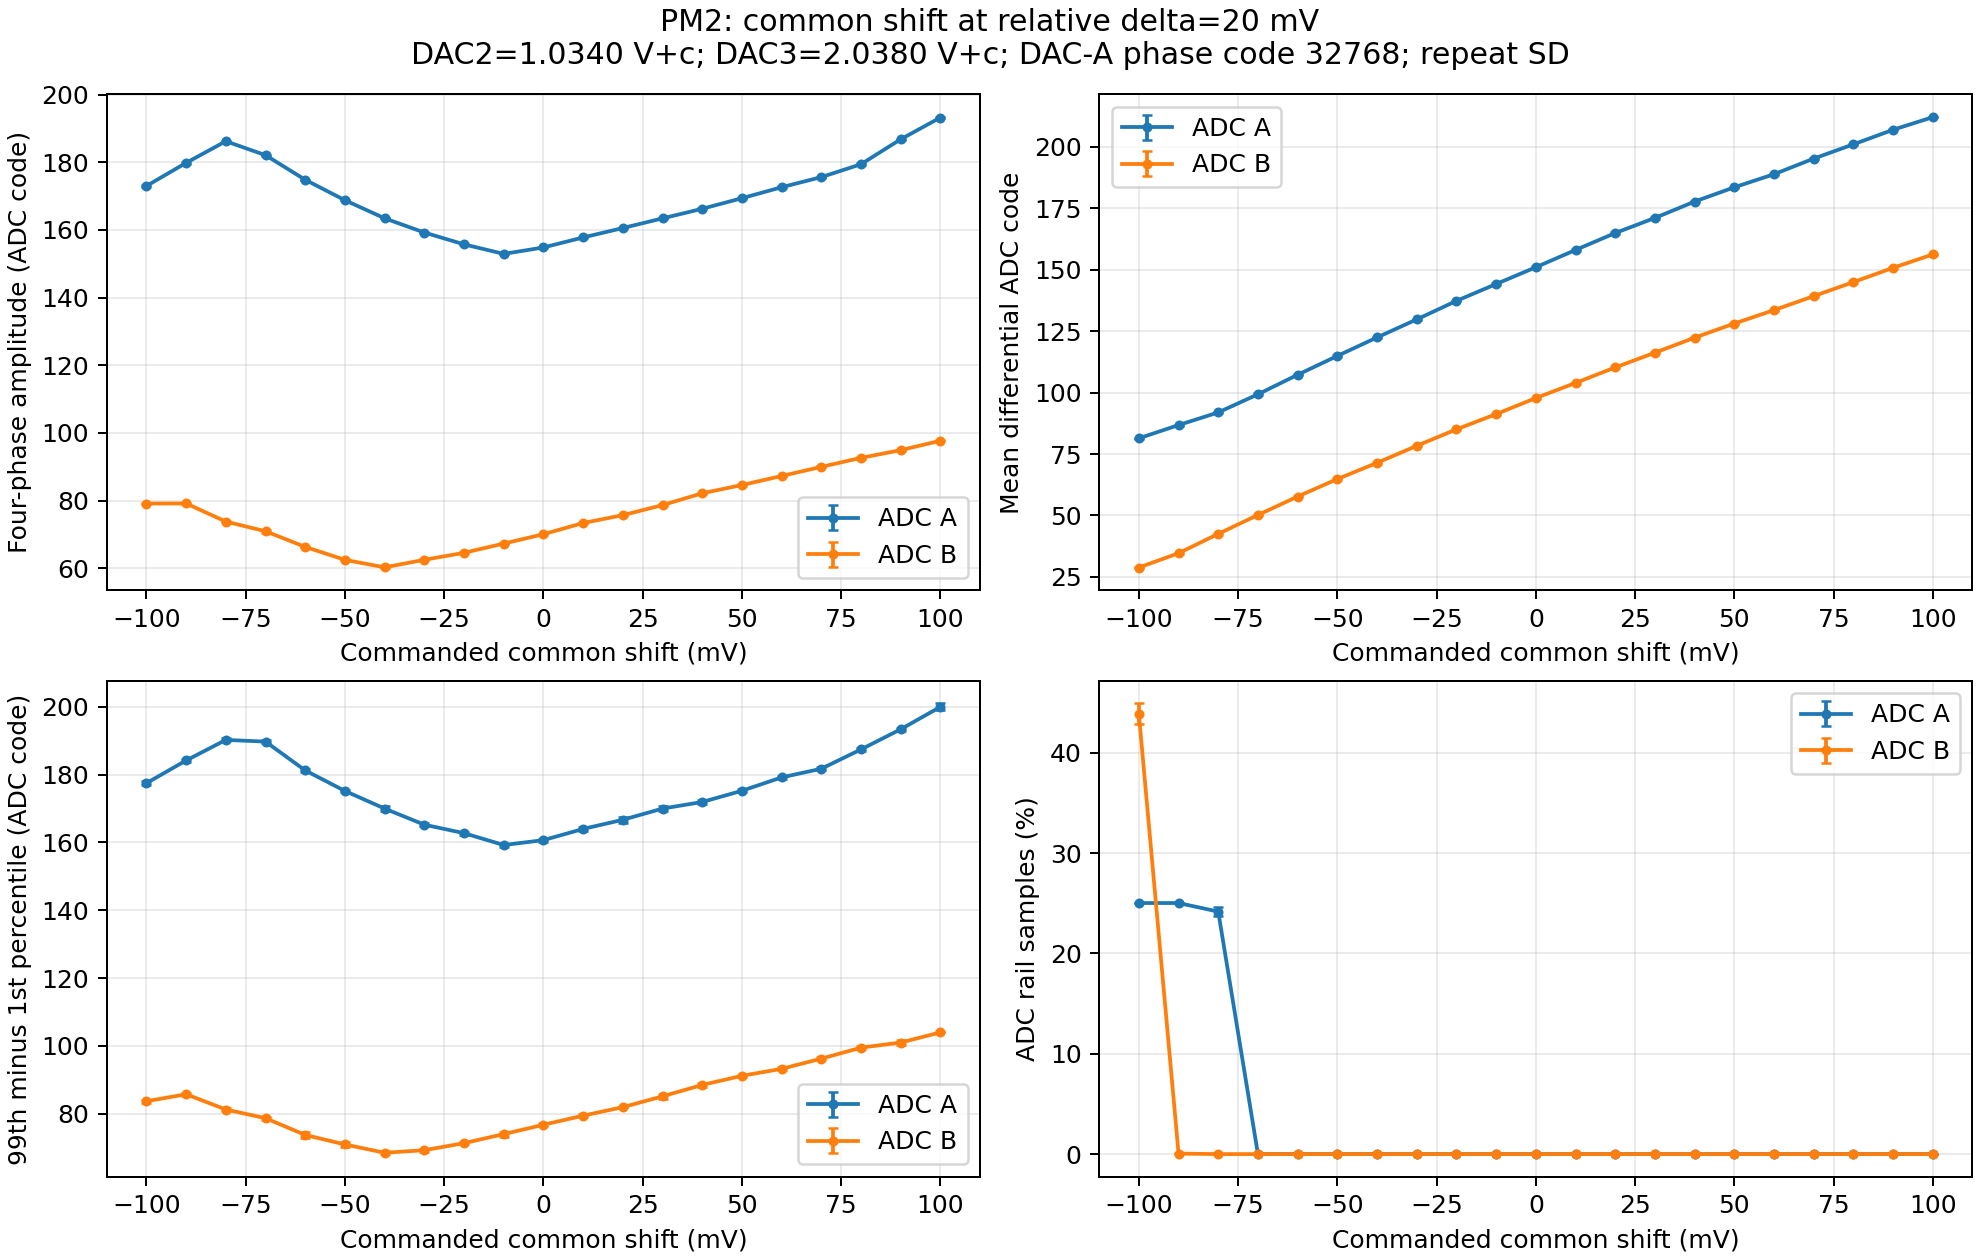 PM2: common shift at relative delta=20 mV
DAC2=1.0340 V+c; DAC3=2.0380 V+c; DAC-A phase code 32768; repeat SD
Four-phase amplitude (ADC code)
200
180
160
140
120
100
80
60
ADC A
ADC B
−100 −75 −50 −25 0 25 50 75 100
Commanded common shift (mV)
Mean differential ADC code
200
175
150
125
100
75
50
25
ADC A
ADC B
−100 −75 −50 −25 0 25 50 75 100
Commanded common shift (mV)
99th minus 1st percentile (ADC code)
200
180
160
140
120
100
80
ADC A
ADC B
−100 −75 −50 −25 0 25 50 75 100
Commanded common shift (mV)
ADC rail samples (%)
40
30
20
10
0
ADC A
ADC B
−100 −75 −50 −25 0 25 50 75 100
Commanded common shift (mV)